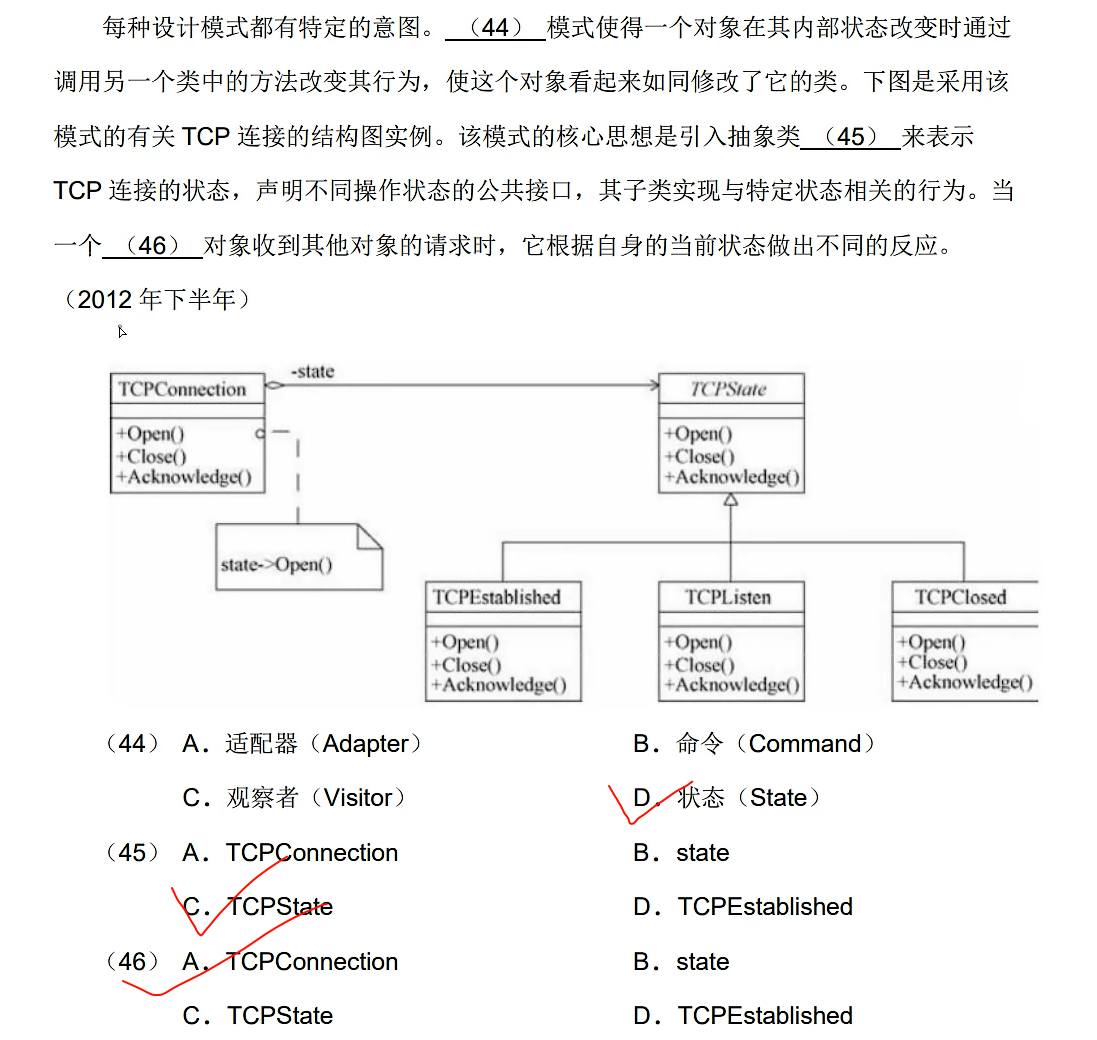 每种设计模式都有特定的意图。（44）模式使得一个对象在其内部状态改变时通过
调用另一个类中的方法改变其行为，使这个对象看起来如同修改了它的类。下图是采用该
模式的有关 TCP 连接的结构图实例。该模式的核心思想是引入抽象类（45）来表示
TCP 连接的状态，声明不同操作状态的公共接口，其子类实现与特定状态相关的行为。当
一个（46）对象收到其他对象的请求时，它根据自身的当前状态做出不同的反应。
（2012 年下半年）
-state
TCPConnection
+Open()
+Close()
+Acknowledge()
TCPState
+Open()
+Close()
+Acknowledge()
state->Open()
TCPEstablished
+Open()
+Close()
+Acknowledge()
TCPListen
+Open()
+Close()
+Acknowledge()
TCPClosed
+Open()
+Close()
+Acknowledge()
（44） A．适配器（Adapter） B．命令（Command）
C．观察者（Visitor） D．状态（State）
（45） A．TCPConnection B．state
C．TCPState D．TCPEstablished
（46） A．TCPConnection B．state
C．TCPState D．TCPEstablished